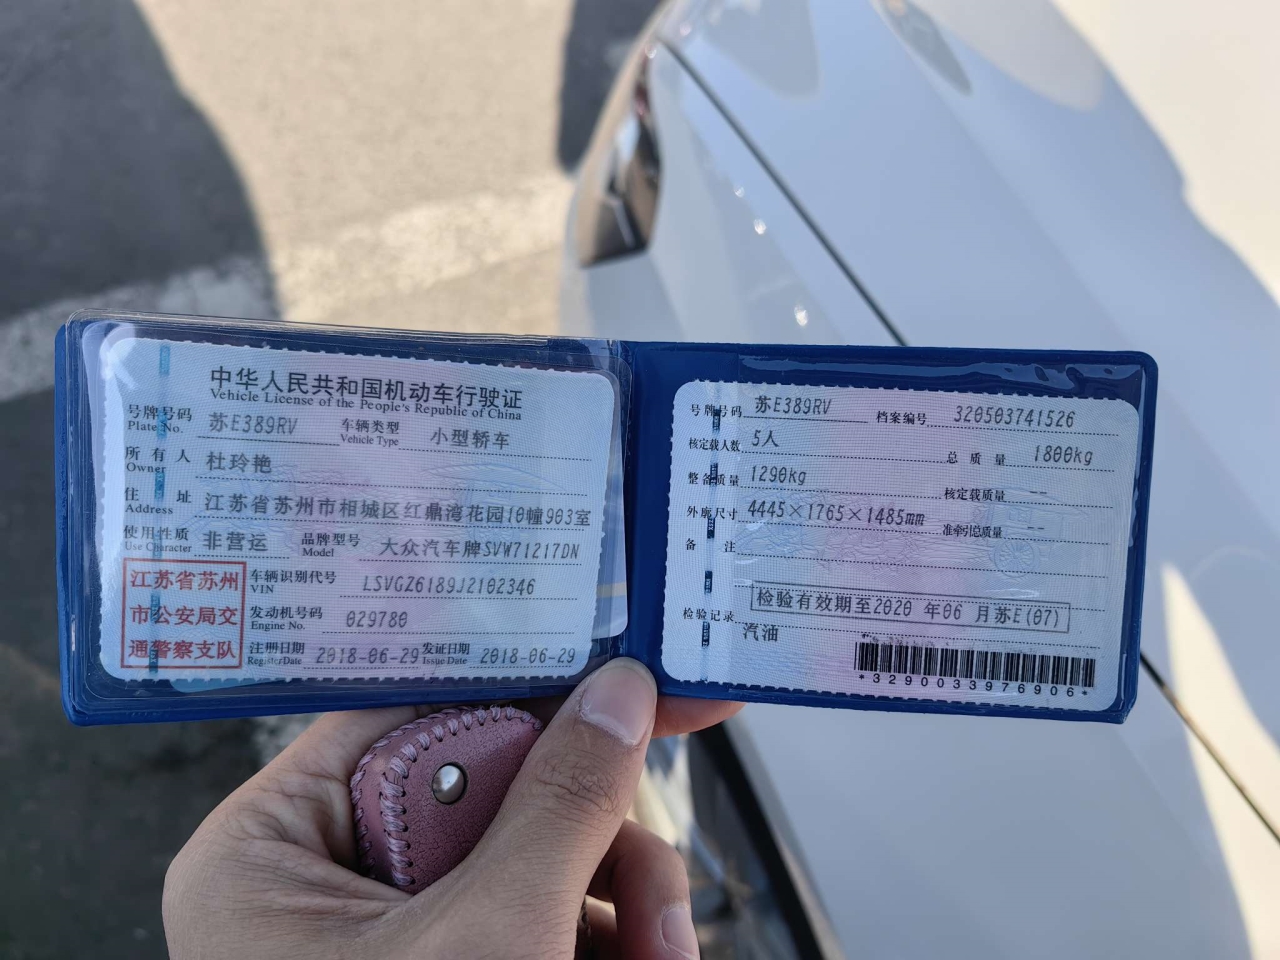 中华人民共和国机动车行驶证
Vehicle License of the People's Republic of China
号牌号码 苏E389RV 车辆类型 小型轿车
Plate No. Vehicle Type
所有人 杜玲艳
Owner
住址 江苏省苏州市相城区红鼎湾花园10幢903室
Address
使用性质 非营运 品牌型号 大众汽车牌SVW71217DN
Use Character Model
江苏省苏州
市公安局交
通警察支队
车辆识别代号 LSVGZ6189J2102346
VIN
发动机号码 029780
Engine No.
注册日期 2018-06-29 发证日期 2018-06-29
Register Date Issue Date
号牌号码 苏E389RV 档案编号 320503741526
核定载人数 5人 总质量 1800kg
整备质量 1290kg 核定载质量 --
外廓尺寸 4445×1765×1485mm 准牵引总质量 --
备注
检验记录 检验有效期至2020 年06 月苏E(07)
汽油
*3290033976906*